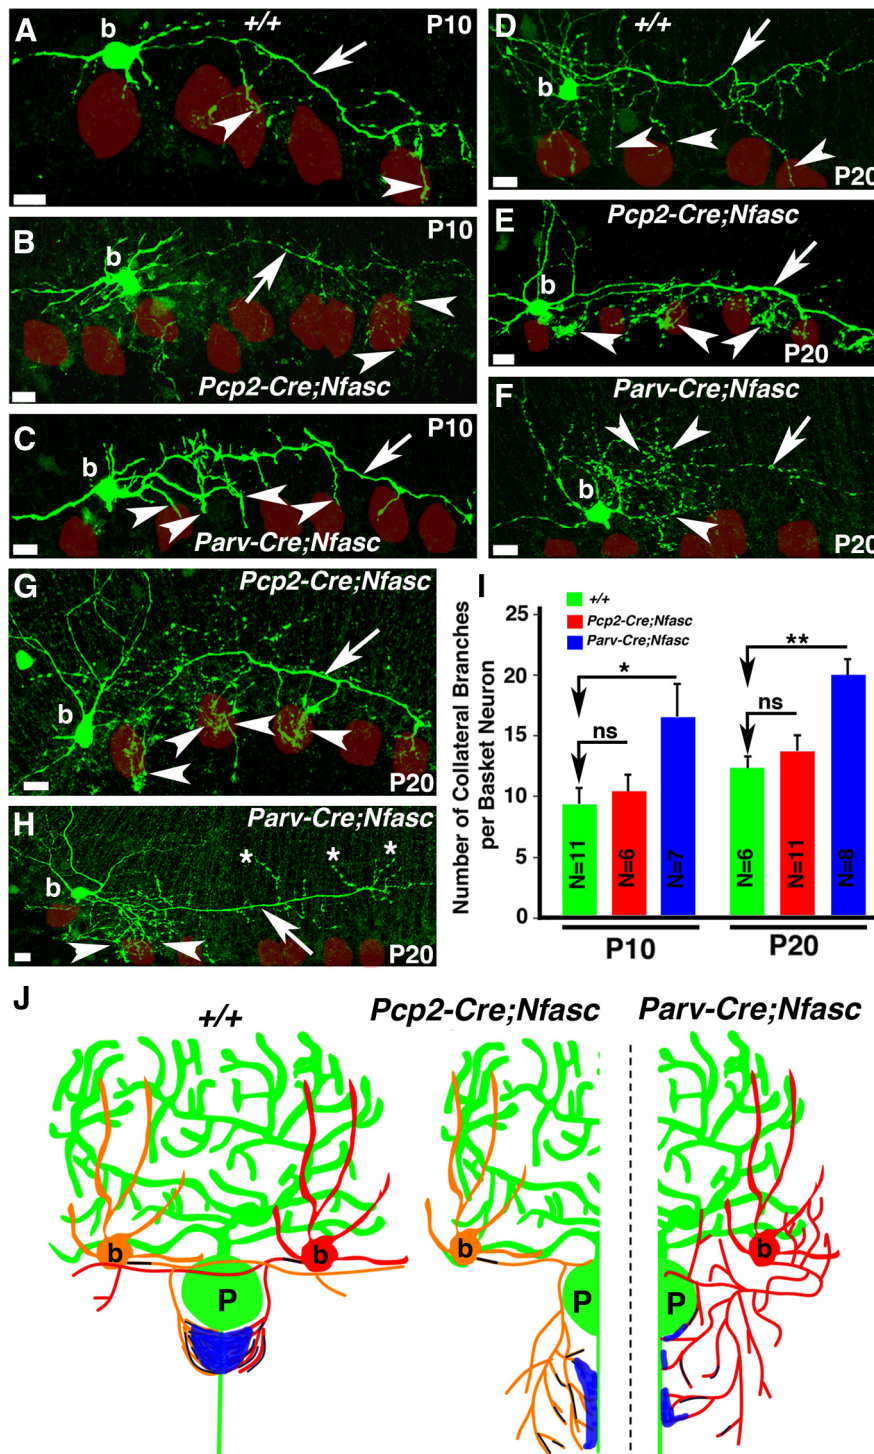 A
b
+/+
P10
B
P10
b
Pcp2-Cre;Nfasc
C
P10
b
Parv-Cre;Nfasc
D
+/+
b
P20
E
Pcp2-Cre;Nfasc
b
P20
F
Parv-Cre;Nfasc
b
P20
G
Pcp2-Cre;Nfasc
b
P20
H
Parv-Cre;Nfasc
* * *
b
P20
I
+/+
Pcp2-Cre;Nfasc
Parv-Cre;Nfasc
Number of Collateral Branches
per Basket Neuron
25
20
15
10
5
0
*
ns
**
ns
N=11
N=6
N=7
N=6
N=11
N=8
P10
P20
J
+/+
Pcp2-Cre;Nfasc
Parv-Cre;Nfasc
b
b
b
b
P
P
P